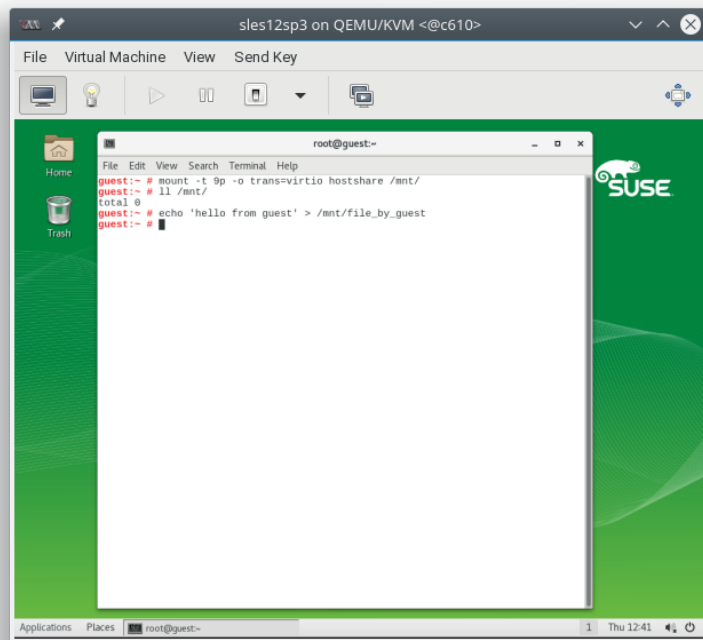 sles12sp3 on QEMU/KVM <@c610>
File Virtual Machine View Send Key
Home
Trash
root@guest:~
File Edit View Search Terminal Help
guest:~ # mount -t 9p -o trans=virtio hostshare /mnt/
guest:~ # ll /mnt/
total 0
guest:~ # echo 'hello from guest' > /mnt/file_by_guest
guest:~ #
SUSE
Applications Places root@guest:~ 1 Thu 12:41